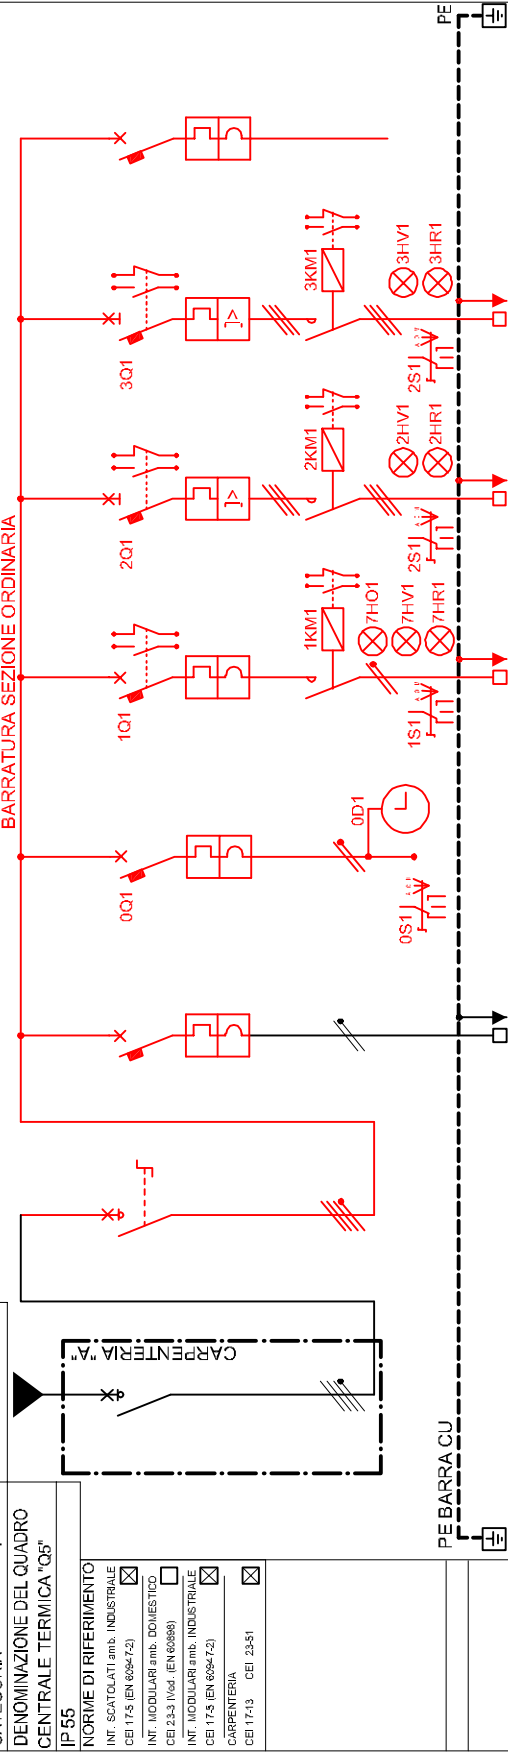 DENOMINAZIONE DEL QUADRO
CENTRALE TERMICA "Q5"
IP 55
NORME DI RIFERIMENTO
INT. SCATOLATI amb. INDUSTRIALE
CEI 17-5 (EN 60947-2)
INT. MODULARI amb. DOMESTICO
CEI 23-3 IVed. (EN 60898)
INT. MODULARI amb. INDUSTRIALE
CEI 17-5 (EN 60947-2)
CARPENTERIA
CEI 17-13 CEI 23-51
CARPENTERIA "A"
BARRATURA SEZIONE ORDINARIA
0Q1
0D1
0S1
1Q1
1KM1
7HO1
7HV1
7HR1
1S1
2Q1
2KM1
2HV1
2HR1
2S1
3Q1
3KM1
3HV1
3HR1
2S1
PE BARRA CU
PE